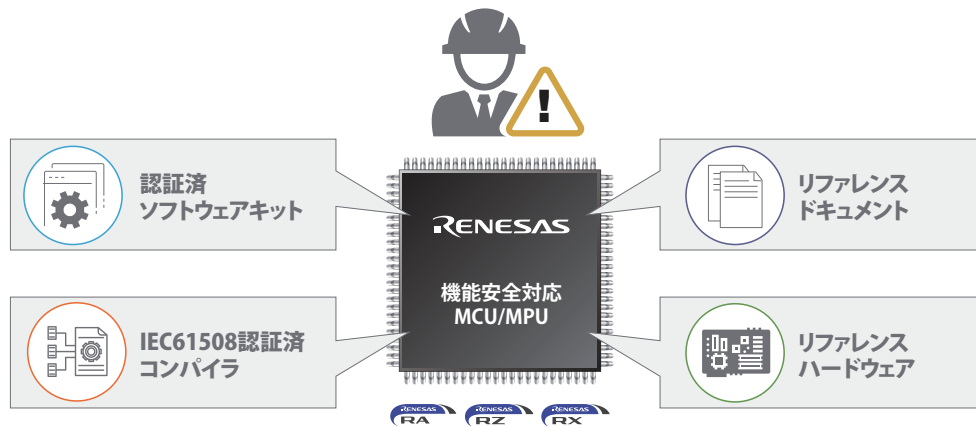 !
認証済
ソフトウェアキット
リファレンス
ドキュメント
RENESAS
機能安全対応
MCU/MPU
IEC61508認証済
コンパイラ
リファレンス
ハードウェア
RENESAS
RA
RENESAS
RZ
RENESAS
RX